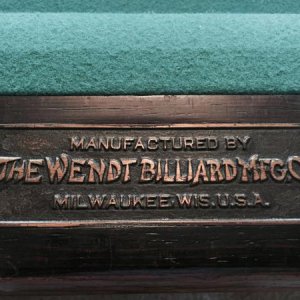 MANUFACTURED BY
THE WENDT BILLIARD MFG. CO.
MILWAUKEE. WIS. U.S.A.